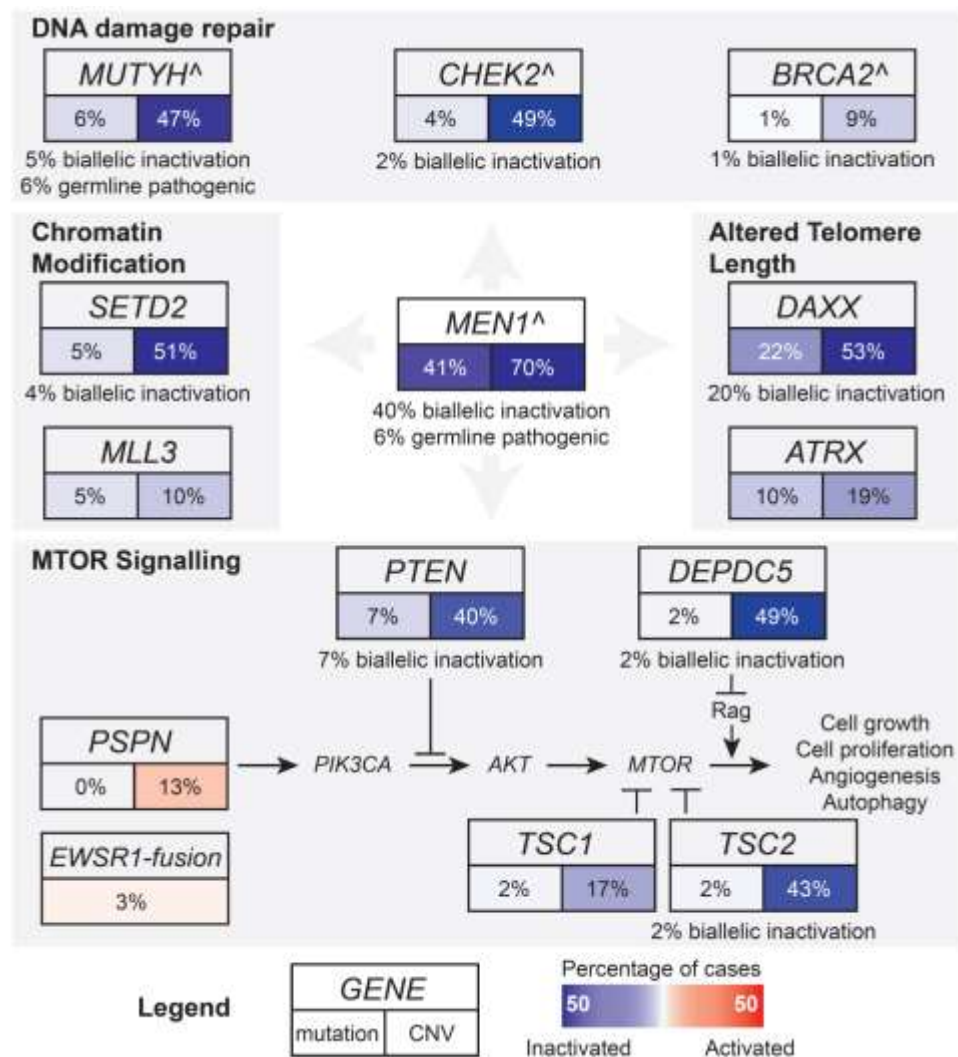 DNA damage repair
MUTYH^
6% 47%
5% biallelic inactivation
6% germline pathogenic
CHEK2^
4% 49%
2% biallelic inactivation
BRCA2^
1% 9%
1% biallelic inactivation
Chromatin
Modification
SETD2
5% 51%
4% biallelic inactivation
MLL3
5% 10%
MEN1^
41% 70%
40% biallelic inactivation
6% germline pathogenic
Altered Telomere
Length
DAXX
22% 53%
20% biallelic inactivation
ATRX
10% 19%
MTOR Signalling
PTEN
7% 40%
7% biallelic inactivation
DEPDC5
2% 49%
2% biallelic inactivation
Rag
PSPN
0% 13%
PIK3CA
AKT
MTOR
Cell growth
Cell proliferation
Angiogenesis
Autophagy
EWSR1-fusion
3%
TSC1
2% 17%
TSC2
2% 43%
2% biallelic inactivation
Legend
GENE
mutation CNV
Percentage of cases
50 50
Inactivated Activated